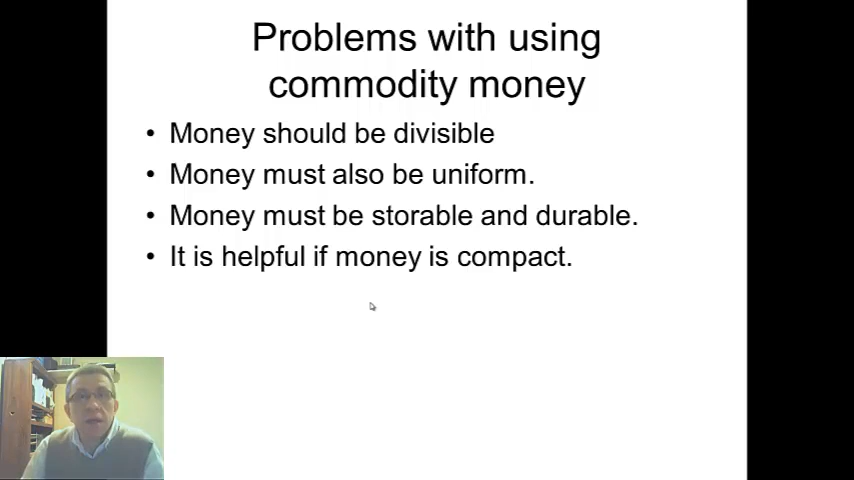 Problems with using
commodity money
• Money should be divisible
• Money must also be uniform.
• Money must be storable and durable.
• It is helpful if money is compact.